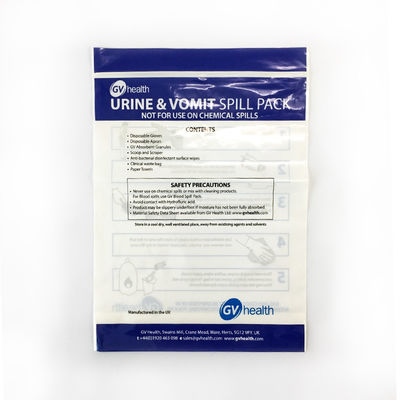 GV health
URINE & VOMIT SPILL PACK
NOT FOR USE ON CHEMICAL SPILLS
CONTENTS
• Disposable Gloves
• Disposable Apron
• GV Absorbent Granules
• Scoop and Scraper
• Anti-bacterial disinfectant surface wipes
• Clinical waste bag
• Paper Towels
SAFETY PRECAUTIONS
• Never use on chemical spills or mix with cleaning products.
For Blood spills, use GV Blood Spill Pack.
• Avoid contact with Hydrofluoric acid
• Product may be slippery underfoot if moisture has not been fully absorbed
• Material Safety Data Sheet available from GV Health Ltd: www.gvhealth.com
Store in a cool dry, well ventilated place, away from oxidising agents and solvents
Manufactured in the UK
GV health
GV Health, Swains Mill, Crane Mead, Ware, Herts, SG12 9PY, UK
t +44(0)1920 463 098 e sales@gvhealth.com www.gvhealth.com